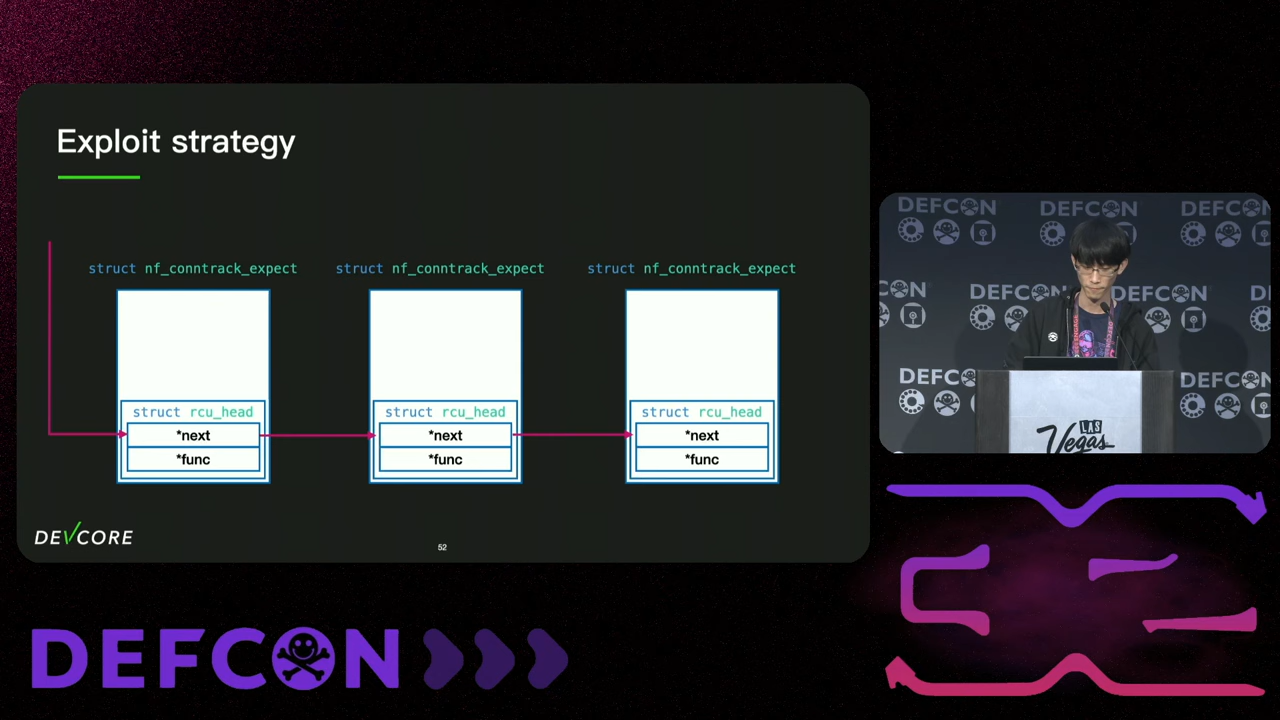 Exploit strategy
struct nf_conntrack_expect
struct nf_conntrack_expect
struct nf_conntrack_expect
struct rcu_head
*next
*func
struct rcu_head
*next
*func
struct rcu_head
*next
*func
DEVCORE
52
DEFCON
DEFCON
DEFCON
DEFCON
DEFCON
DEFCON
DEFCON
LAS
Vegas
DEFCON